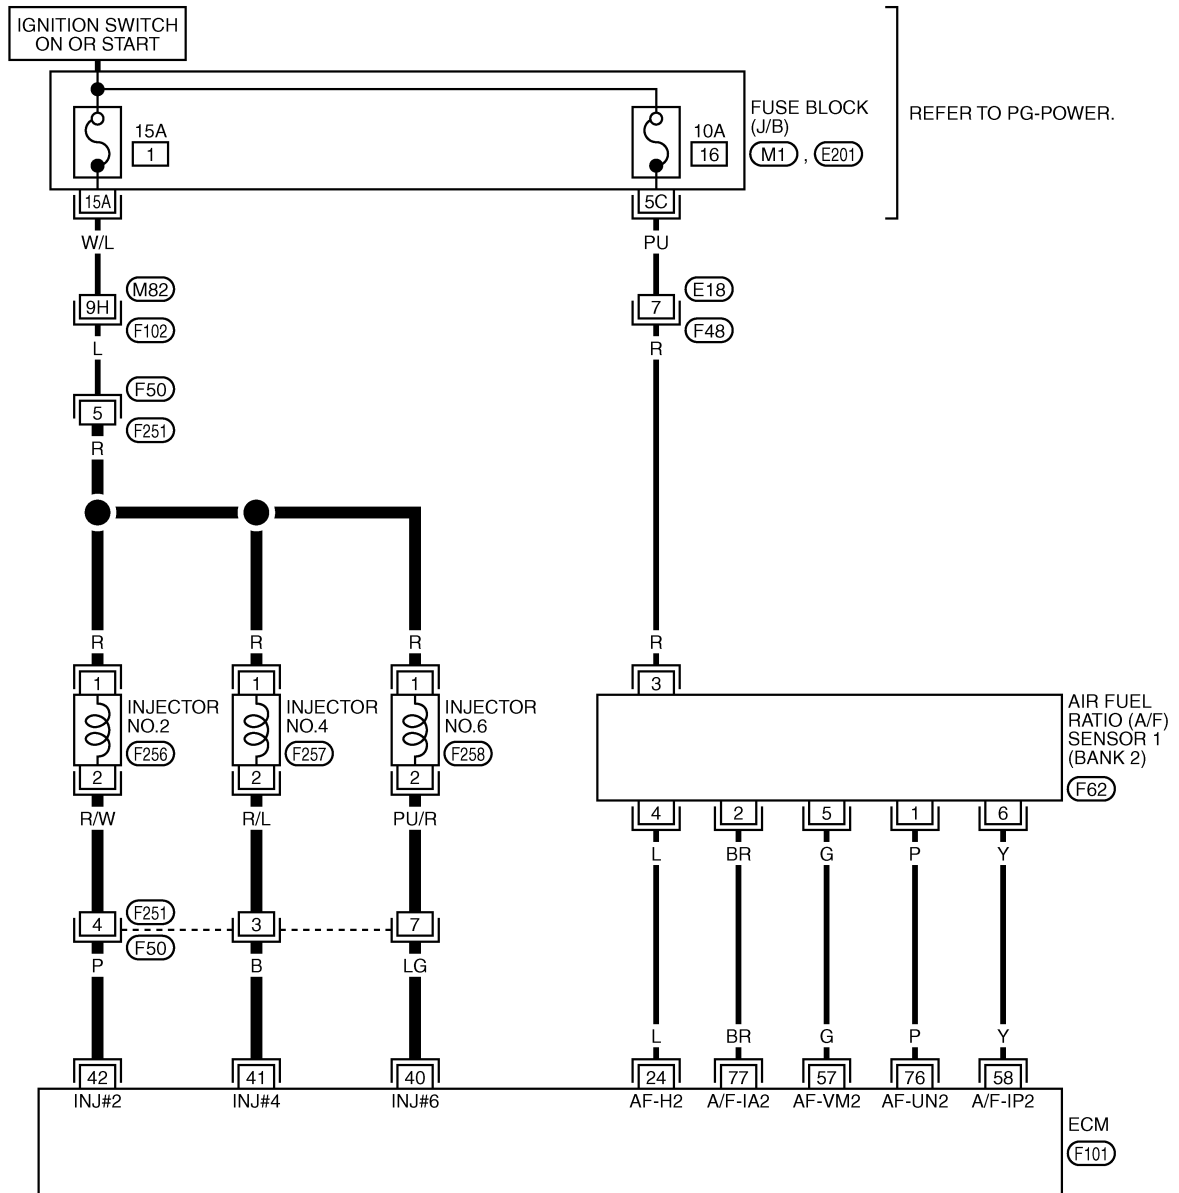 IGNITION SWITCH
ON OR START
FUSE BLOCK
(J/B)
REFER TO PG-POWER.
15A
1
10A
16
M1 , E201
15A
5C
W/L
PU
M82
E18
9H
7
F102
F48
L
R
F50
5
F251
R
R
R
R
R
1
1
1
3
INJECTOR
NO.2
F256
INJECTOR
NO.4
F257
INJECTOR
NO.6
F258
AIR FUEL
RATIO (A/F)
SENSOR 1
(BANK 2)
F62
2
2
2
4
2
5
1
6
R/W
R/L
PU/R
L
BR
G
P
Y
F251
4
3
7
F50
P
B
LG
L
BR
G
P
Y
42
41
40
24
77
57
76
58
INJ#2
INJ#4
INJ#6
AF-H2
A/F-IA2
AF-VM2
AF-UN2
A/F-IP2
ECM
F101